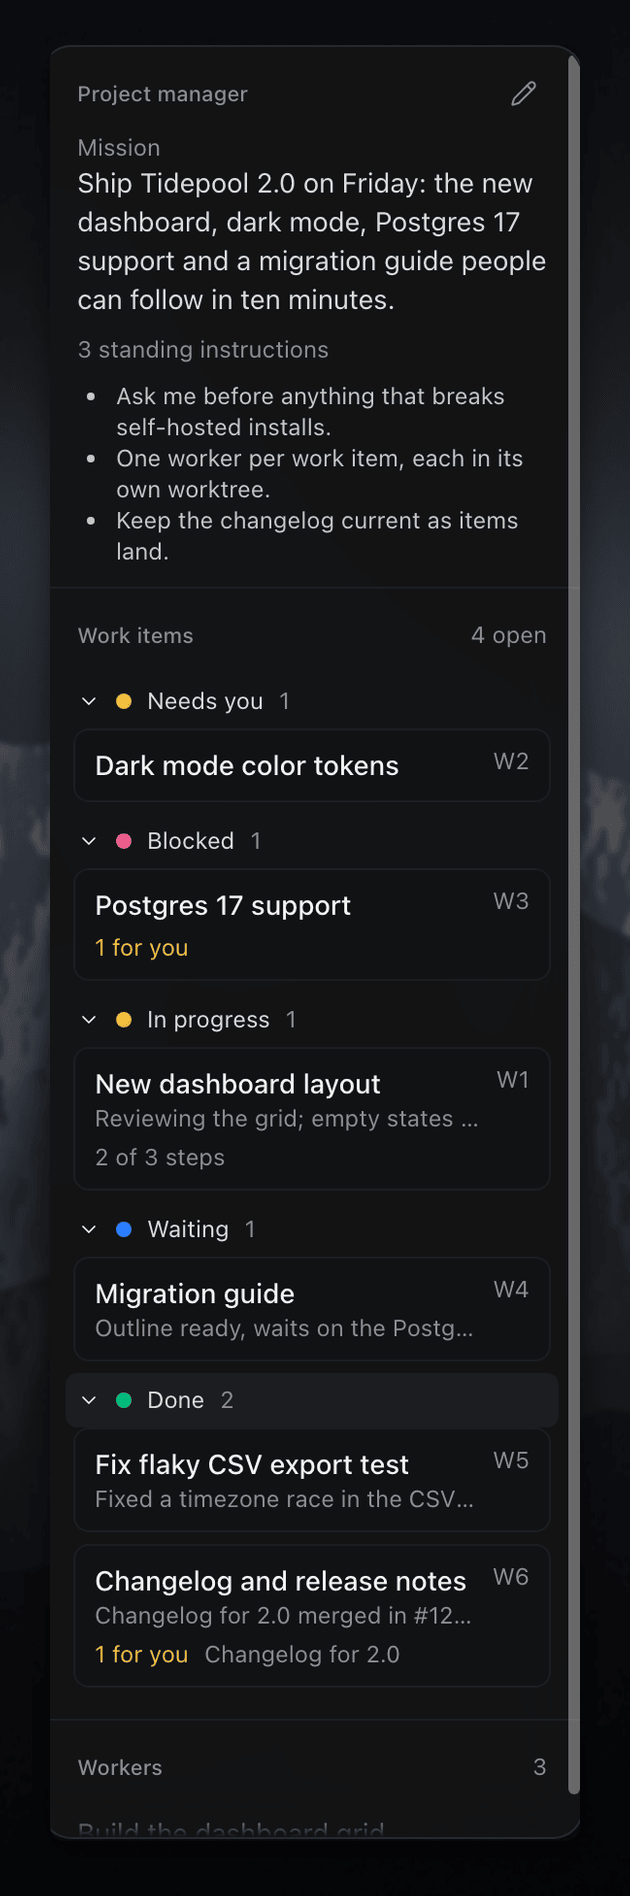 Project manager
Mission
Ship Tidepool 2.0 on Friday: the new
dashboard, dark mode, Postgres 17
support and a migration guide people
can follow in ten minutes.
3 standing instructions
• Ask me before anything that breaks
self-hosted installs.
• One worker per work item, each in its
own worktree.
• Keep the changelog current as items
land.
Work items 4 open
Needs you 1
Dark mode color tokens W2
Blocked 1
Postgres 17 support W3
1 for you
In progress 1
New dashboard layout W1
Reviewing the grid; empty states ...
2 of 3 steps
Waiting 1
Migration guide W4
Outline ready, waits on the Postg...
Done 2
Fix flaky CSV export test W5
Fixed a timezone race in the CSV...
Changelog and release notes W6
Changelog for 2.0 merged in #12...
1 for you Changelog for 2.0
Workers 3
Build the dashboard grid